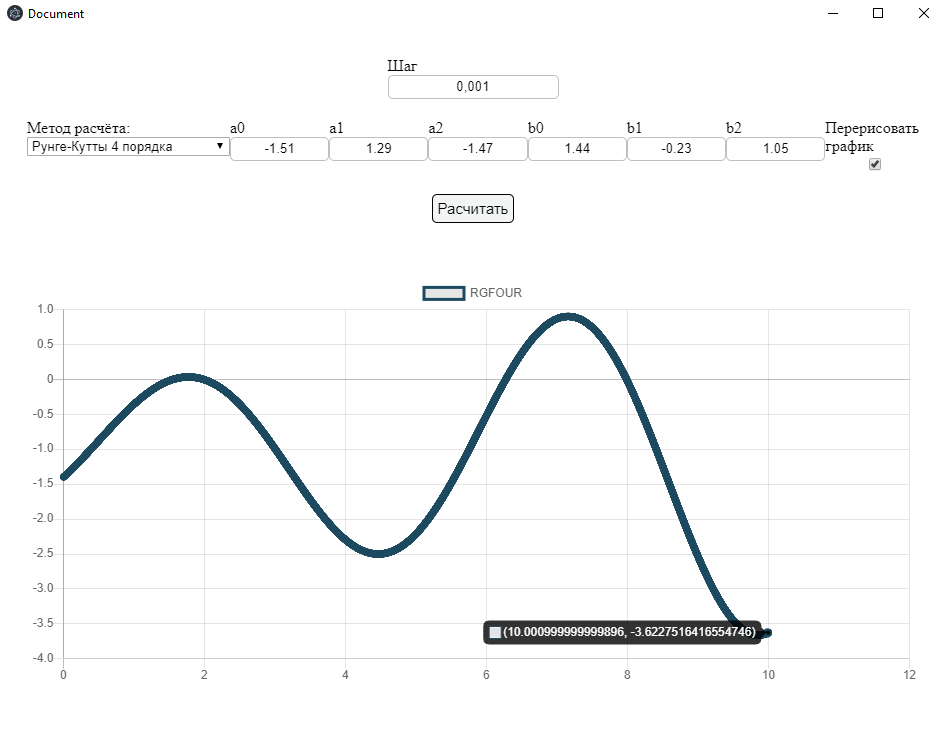 Document
Шаг
0,001
Метод расчёта: a0 a1 a2 b0 b1 b2 Перерисовать
график
Рунге-Кутты 4 порядка -1.51 1.29 -1.47 1.44 -0.23 1.05
Расчитать
RGFOUR
1.0
0.5
0
-0.5
-1.0
-1.5
-2.0
-2.5
-3.0
-3.5
(10.000999999999896, -3.6227516416554746)
-4.0
0 2 4 6 8 10 12